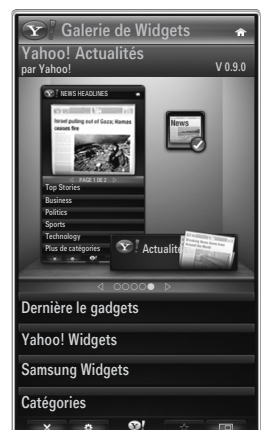 Y! Galerie de Widgets
Yahoo! Actualités
par Yahoo! V 0.9.0
Y! NEWS HEADLINES
Israel pulling out of Gaza; Hamas
ceases fire
PAGE 1 DE 2
Top Stories
Business
Politics
Sports
Technology
Plus de catégories
News
Y! Actualité
Dernière le gadgets
Yahoo! Widgets
Samsung Widgets
Catégories
Y!